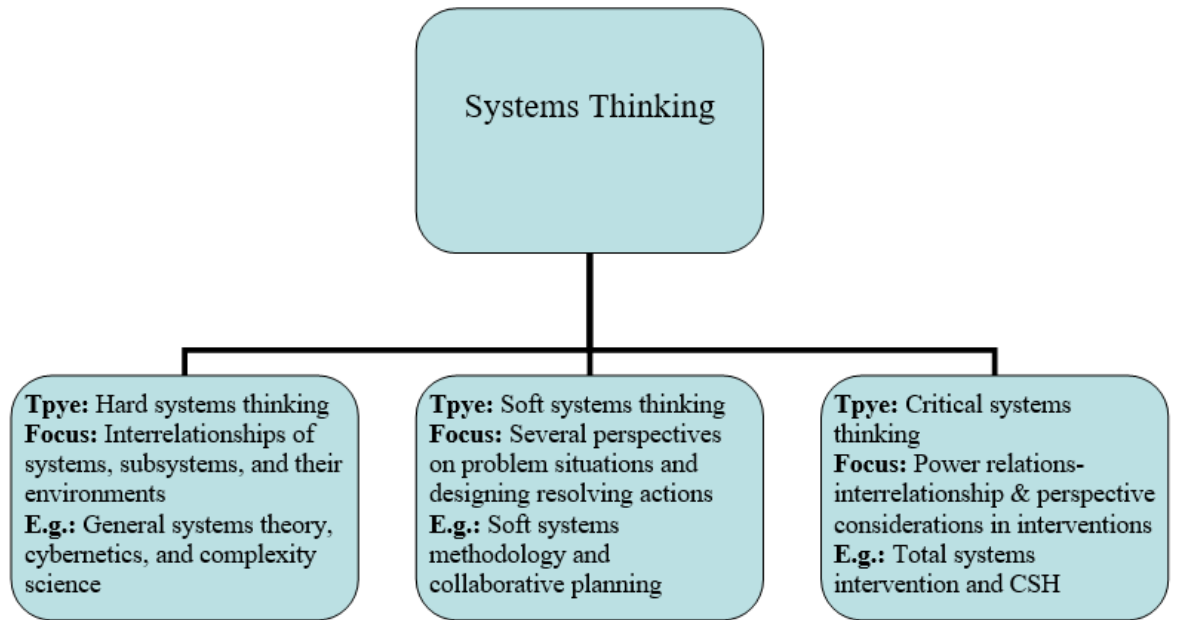 Systems Thinking
Tpye: Hard systems thinking
Focus: Interrelationships of
systems, subsystems, and their
environments
E.g.: General systems theory,
cybernetics, and complexity
science
Tpye: Soft systems thinking
Focus: Several perspectives
on problem situations and
designing resolving actions
E.g.: Soft systems
methodology and
collaborative planning
Tpye: Critical systems
thinking
Focus: Power relations-
interrelationship & perspective
considerations in interventions
E.g.: Total systems
intervention and CSH